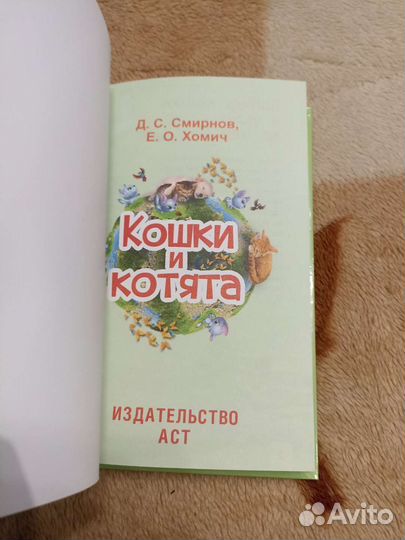 Д. С. Смирнов,
Е. О. Хомич
Кошки
и
котята
ИЗДАТЕЛЬСТВО
АСТ
Avito